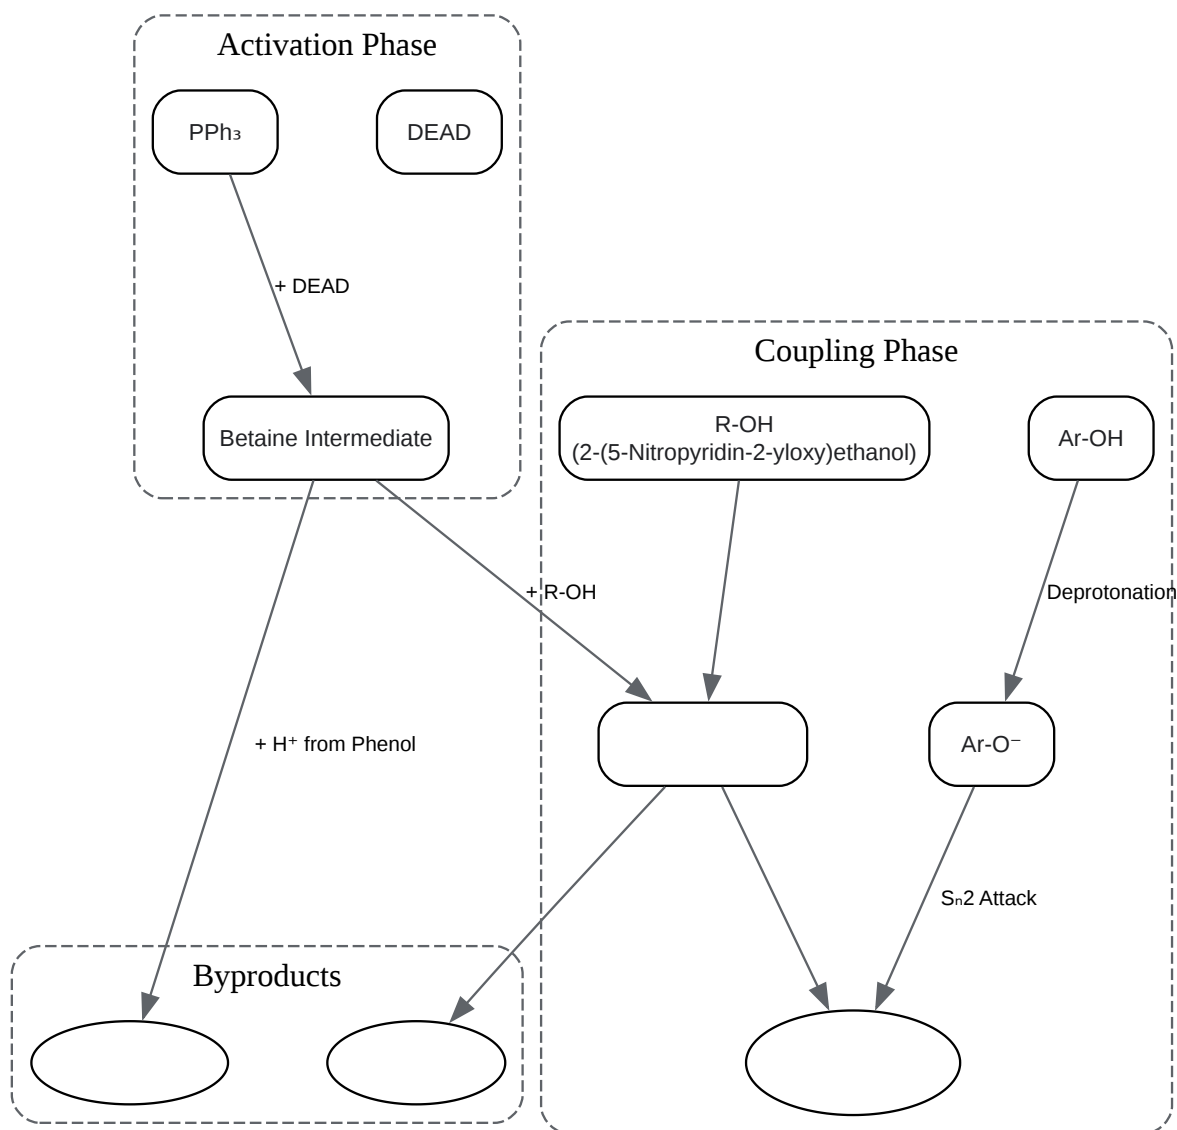 Activation Phase
PPh₃
DEAD
+ DEAD
Coupling Phase
Betaine Intermediate
R-OH
(2-(5-Nitropyridin-2-yloxy)ethanol)
Ar-OH
+ R-OH
Deprotonation
+ H⁺ from Phenol
Ar-O⁻
Sₙ2 Attack
Byproducts